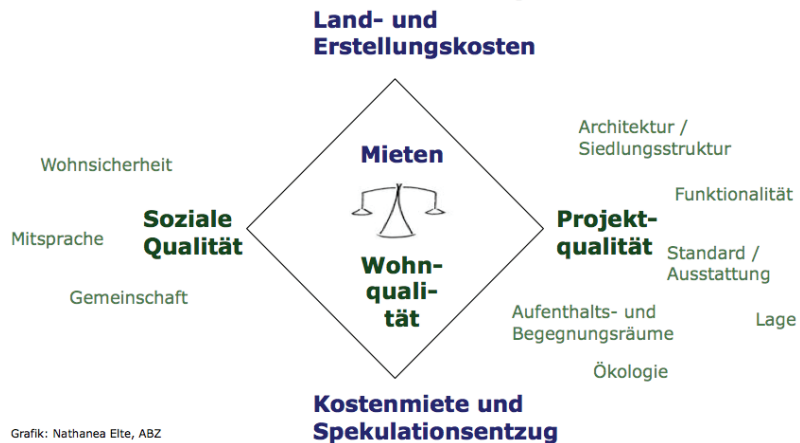 Land- und
Erstellungskosten
Mieten
Wohn-
quali-
tät
Soziale
Qualität
Wohnsicherheit
Mitsprache
Gemeinschaft
Projekt-
qualität
Architektur /
Siedlungsstruktur
Funktionalität
Standard /
Ausstattung
Aufenthalts- und
Begegnungsräume
Lage
Ökologie
Kostenmiete und
Spekulationsentzug
Grafik: Nathanea Elte, ABZ